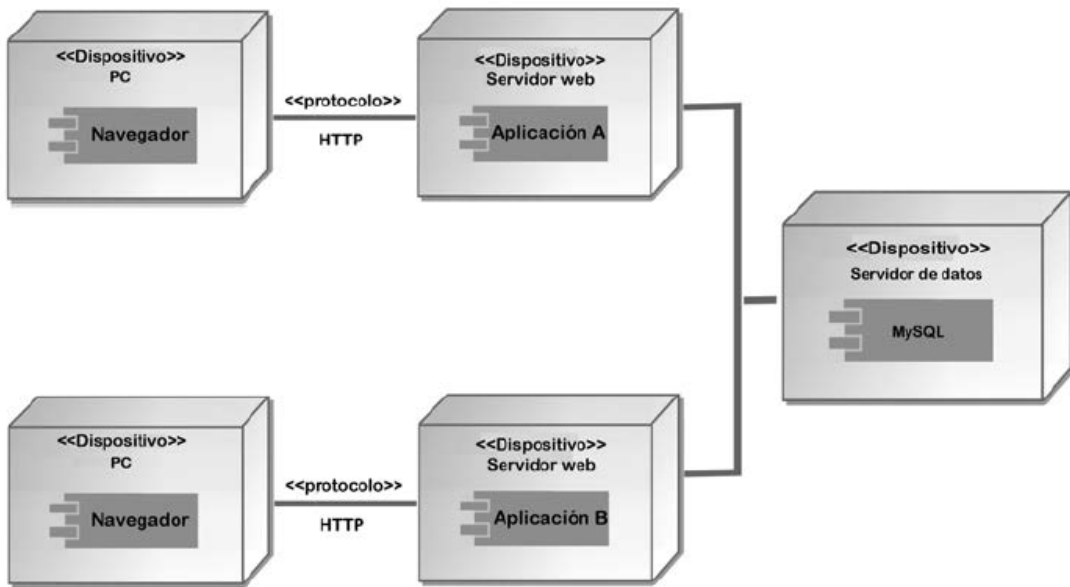 <<Dispositivo>>
PC
Navegador
<<protocolo>>
HTTP
<<Dispositivo>>
Servidor web
Aplicación A
<<Dispositivo>>
Servidor de datos
MySQL
<<Dispositivo>>
PC
Navegador
<<protocolo>>
HTTP
<<Dispositivo>>
Servidor web
Aplicación B